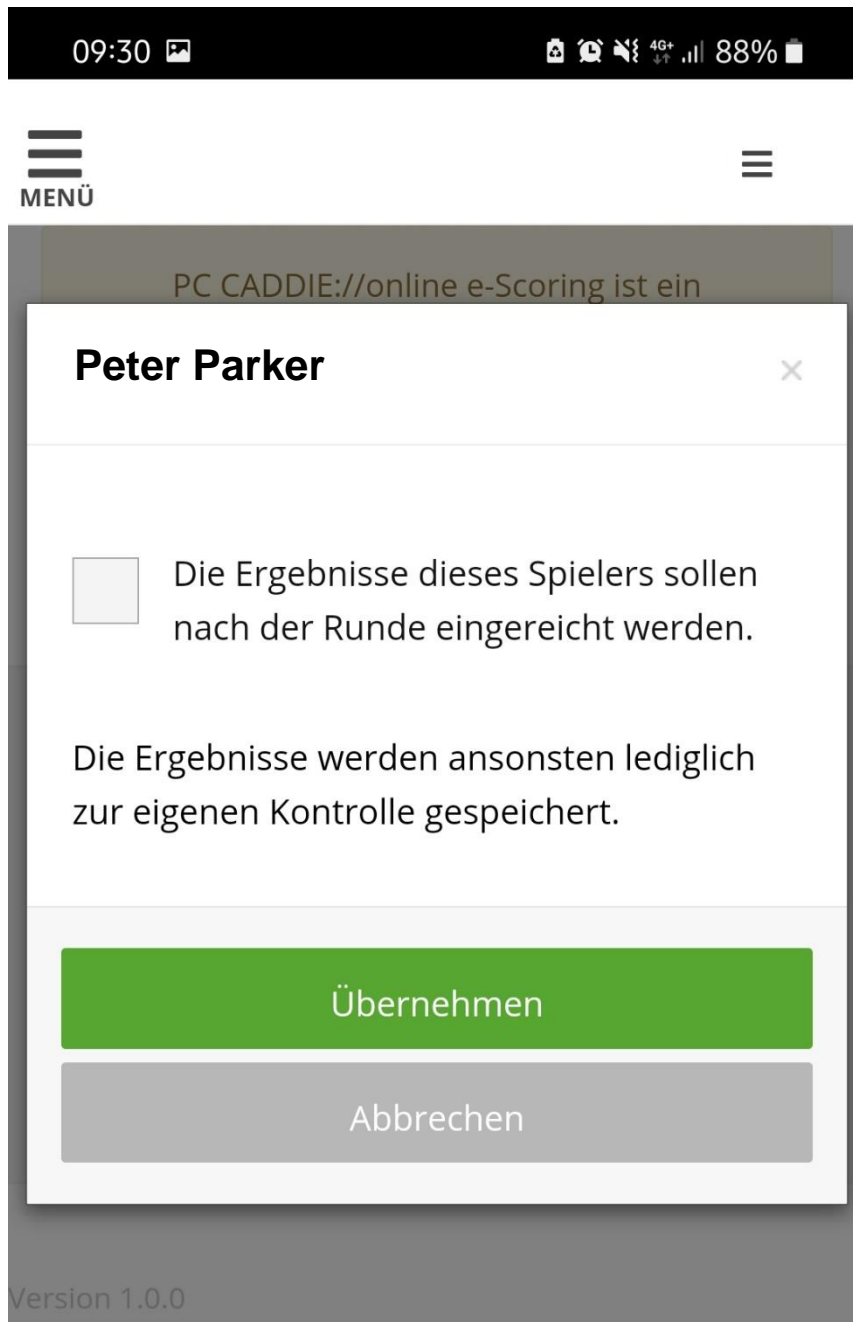 09:30 4G+ 88%
MENÜ
PC CADDIE://online e-Scoring ist ein
Peter Parker
Die Ergebnisse dieses Spielers sollen
nach der Runde eingereicht werden.
Die Ergebnisse werden ansonsten lediglich
zur eigenen Kontrolle gespeichert.
Übernehmen
Abbrechen
Version 1.0.0